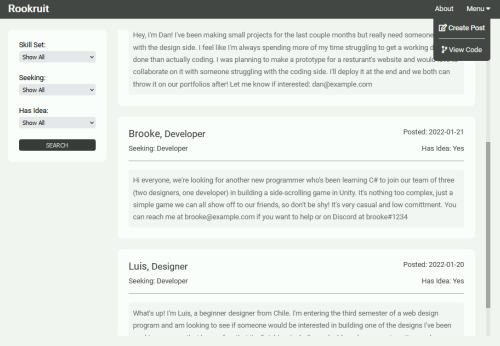 Rookruit
About
Menu
Create Post
View Code
Skill Set:
Show All
Seeking:
Show All
Has Idea:
Show All
SEARCH
Hey, I'm Dan! I've been making small projects for the last couple months but really need someone
with the design side. I feel like I'm always spending more of my time struggling to get a working d
done than actually coding. I was planning to make a prototype for a resturant's website and would
collaborate on it with someone struggling with the coding side. I'll deploy it at the end and we both can
throw it on our portfolios after! Let me know if interested: dan@example.com
Brooke, Developer
Posted: 2022-01-21
Seeking: Developer
Has Idea: Yes
Hi everyone, we're looking for another new programmer who's been learning C# to join our team of three
(two designers, one developer) in building a side-scrolling game in Unity. It's nothing too complex, just a
simple game we can all show off to our friends, so don't be shy! It's very casual and low comittment. You
can reach me at brooke@example.com if you want to help or on Discord at brooke#1234
Luis, Designer
Posted: 2022-01-20
Seeking: Developer
Has Idea: Yes
What's up! I'm Luis, a beginner designer from Chile. I'm entering the third semester of a web design
program and am looking to see if someone would be interested in building one of the designs I've been